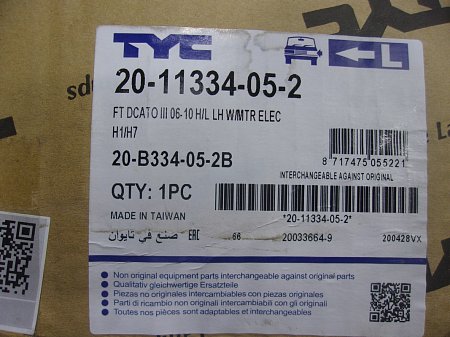 TYC
L
20-11334-05-2
FT DCATO III 06-10 H/L LH W/MTR ELEC
H1/H7
20-B334-05-2B
8 717475 055221
INTERCHANGEABLE AGAINST ORIGINAL
QTY: 1PC
MADE IN TAIWAN
*20-11334-05-2*
صنع في تايوان EAC 66 20033664-9 200428VX
Non original equipment parts interchangeable against original parts
Qualitativ gleichwertige Ersatzteile
Piezas no originales intercambiables con piezas originales
Parti di ricambio non originali intercambiabili con gli originali
Toutes nos pièces sont adaptables et interchangeables